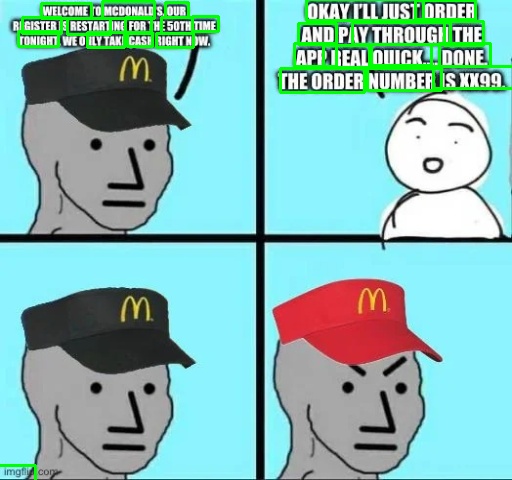 WELCOME TO MCDONALD'S. OUR
REGISTER IS RESTARTING FOR THE 50TH TIME
TONIGHT. WE ONLY TAKE CASH RIGHT NOW.
OKAY I'LL JUST ORDER
AND PAY THROUGH THE
APP REAL QUICK... DONE.
THE ORDER NUMBER IS XX99.
imgflip.com